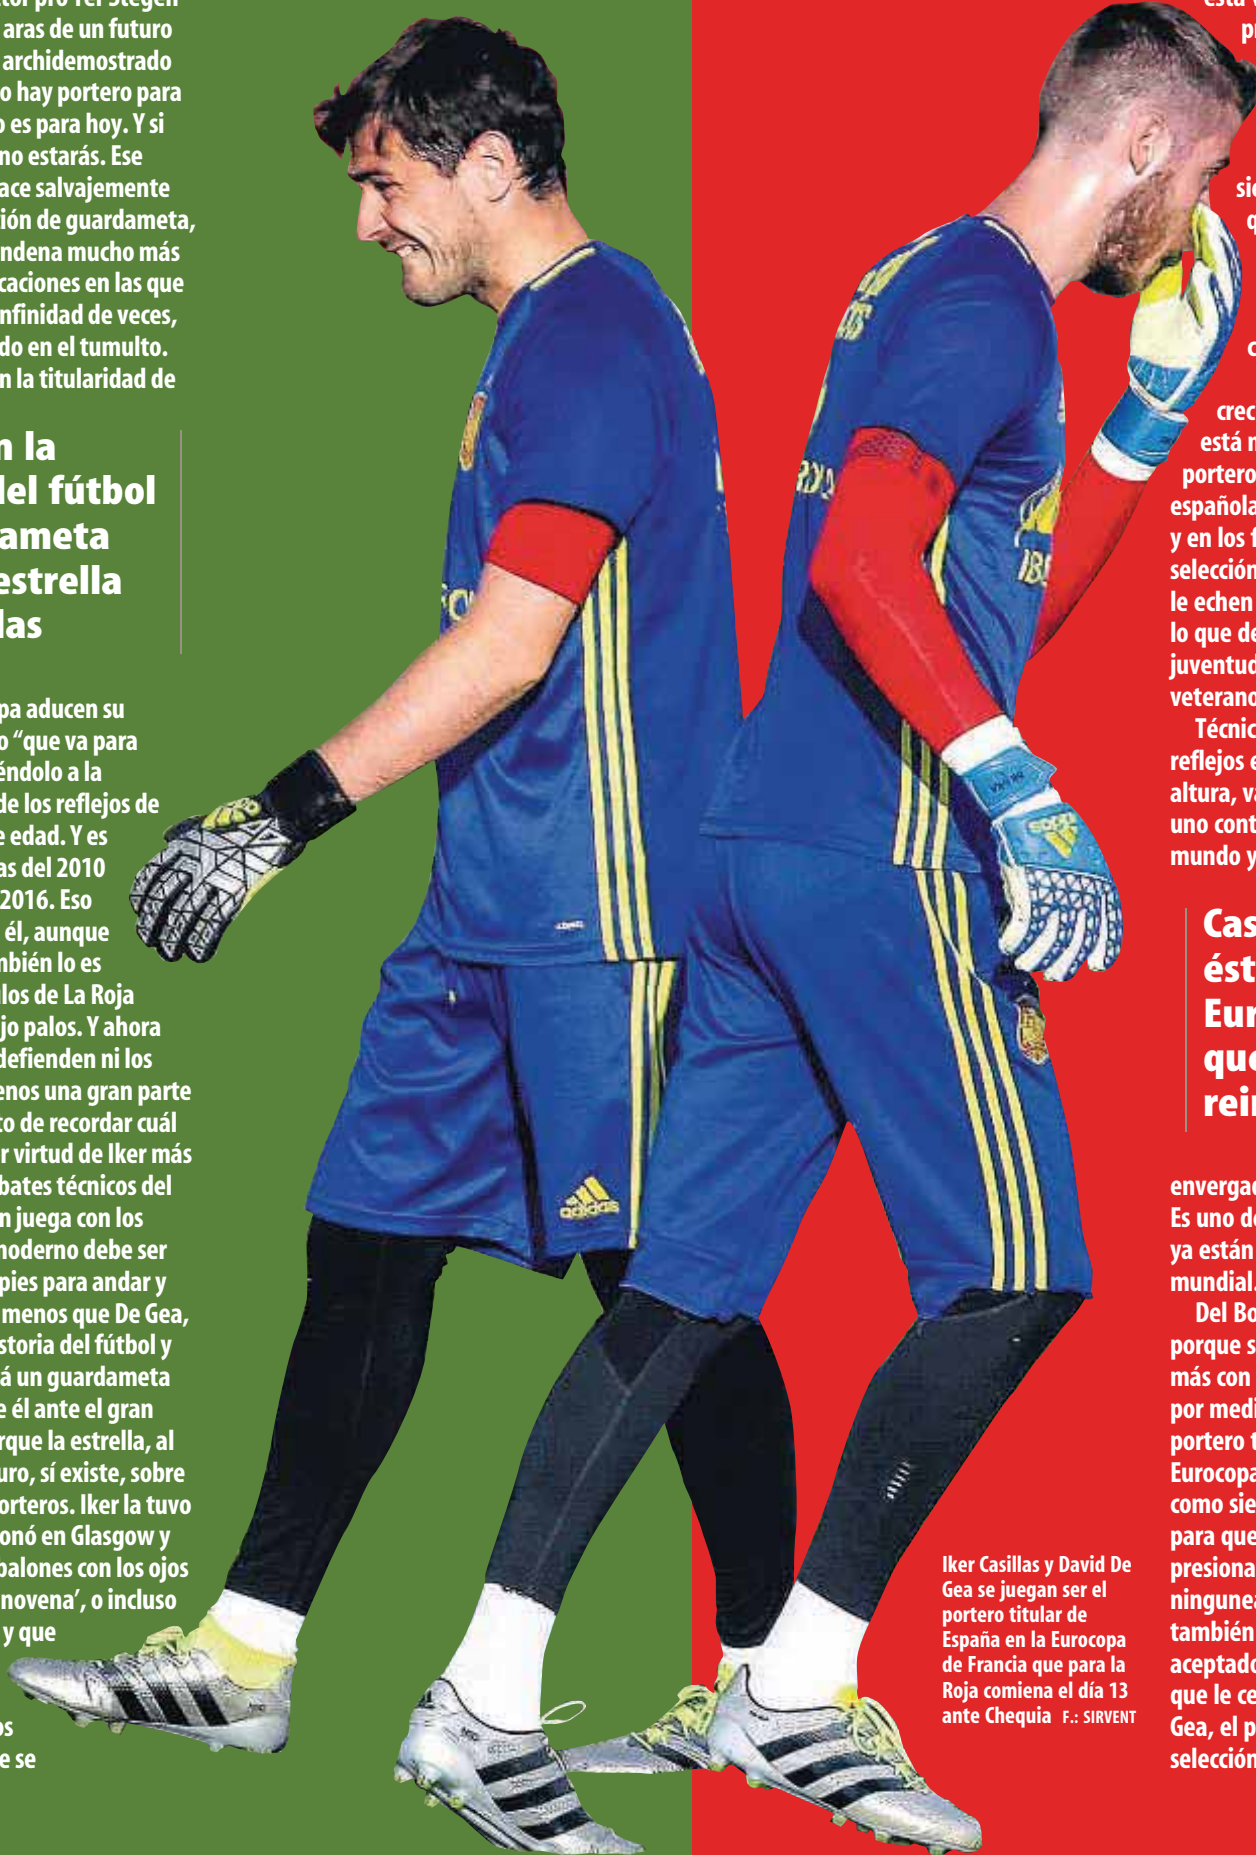 aras de un futuro
archidemostrado
o hay portero para
o es para hoy. Y si
no estarás. Ese
ace salvajemente
ión de guardameta,
ndena mucho más
caciones en las que
nfinidad de veces,
do en el tumulto.
n la titularidad de
n la
del fútbol
ameta
estrella
las
pa aducen su
o “que va para
éndolo a la
de los reflejos de
e edad. Y es
as del 2010
2016. Eso
él, aunque
mbién lo es
los de La Roja
jo palos. Y ahora
defienden ni los
enos una gran parte
to de recordar cuál
r virtud de Iker más
bates técnicos del
n juega con los
moderno debe ser
pies para andar y
menos que De Gea,
storia del fútbol y
á un guardameta
e él ante el gran
rque la estrella, al
uro, sí existe, sobre
orteros. Iker la tuvo
onó en Glasgow y
balones con los ojos
novena’, o incluso
y que
os
e se
adidas
adidas
Iker Casillas y David De
Gea se juegan ser el
portero titular de
España en la Eurocopa
de Francia que para la
Roja comiena el día 13
ante Chequia F.: SIRVENT
sie
q
c
crec
está n
portero
española
y en los f
selección
le echen
lo que de
juventud
veterano
Técnic
reflejos e
altura, va
uno cont
mundo y
Cas
ést
Eur
que
rein
envergad
Es uno de
ya están
mundial.
Del Bo
porque s
más con
por medi
portero t
Eurocopa
como sie
para que
presiona
ningunea
también
aceptado
que le ce
Gea, el p
selección